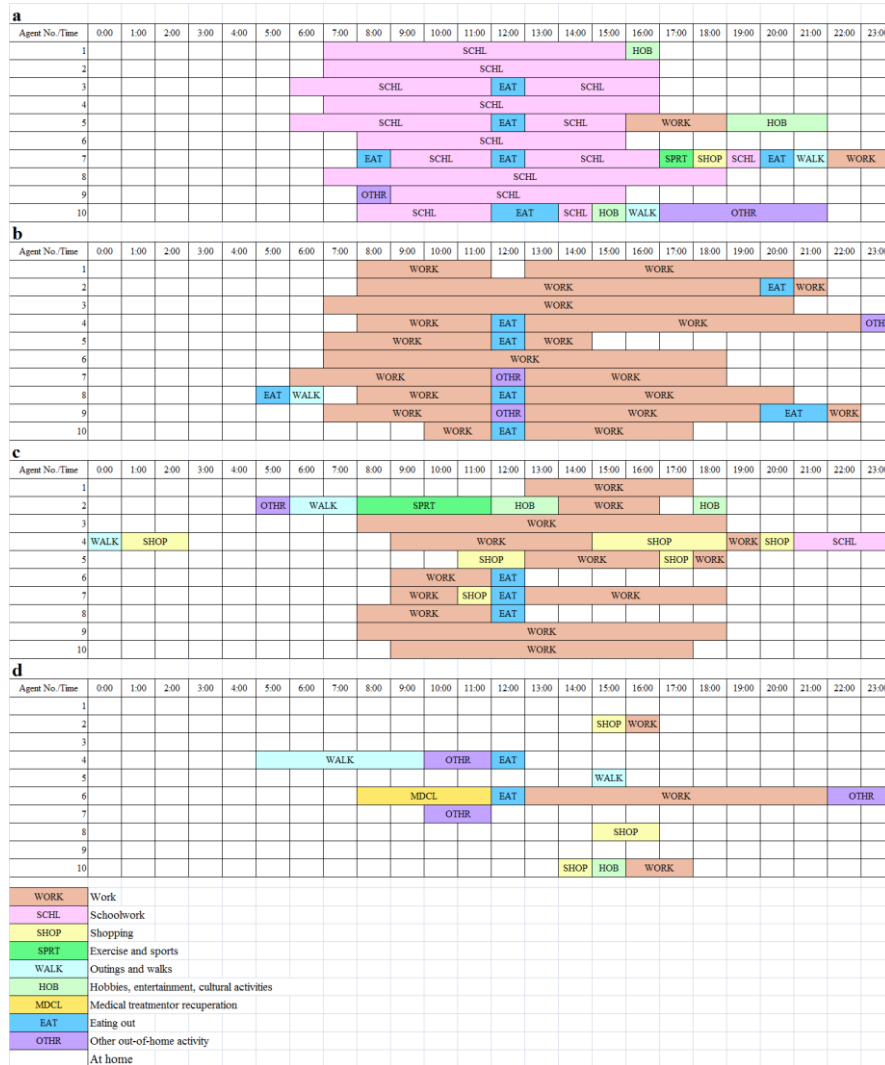 a
Agent No./Time 0:00 1:00 2:00 3:00 4:00 5:00 6:00 7:00 8:00 9:00 10:00 11:00 12:00 13:00 14:00 15:00 16:00 17:00 18:00 19:00 20:00 21:00 22:00 23:00
1 SCHL HOB
2 SCHL
3 SCHL EAT SCHL
4 SCHL
5 SCHL EAT SCHL WORK HOB
6 SCHL
7 EAT SCHL EAT SCHL SPRT SHOP SCHL EAT WALK WORK
8 SCHL
9 OTHR SCHL
10 SCHL EAT SCHL HOB WALK OTHR
b
Agent No./Time 0:00 1:00 2:00 3:00 4:00 5:00 6:00 7:00 8:00 9:00 10:00 11:00 12:00 13:00 14:00 15:00 16:00 17:00 18:00 19:00 20:00 21:00 22:00 23:00
1 WORK WORK
2 WORK EAT WORK
3 WORK
4 WORK EAT WORK OTH
5 WORK EAT WORK
6 WORK
7 WORK OTHR WORK
8 EAT WALK WORK EAT WORK
9 WORK OTHR WORK EAT WORK
10 WORK EAT WORK
c
Agent No./Time 0:00 1:00 2:00 3:00 4:00 5:00 6:00 7:00 8:00 9:00 10:00 11:00 12:00 13:00 14:00 15:00 16:00 17:00 18:00 19:00 20:00 21:00 22:00 23:00
1 WORK
2 OTHR WALK SPRT HOB WORK HOB
3 WORK
4 WALK SHOP WORK SHOP WORK SHOP SCHL
5 SHOP WORK SHOP WORK
6 WORK EAT
7 WORK SHOP EAT WORK
8 WORK EAT
9 WORK
10 WORK
d
Agent No./Time 0:00 1:00 2:00 3:00 4:00 5:00 6:00 7:00 8:00 9:00 10:00 11:00 12:00 13:00 14:00 15:00 16:00 17:00 18:00 19:00 20:00 21:00 22:00 23:00
1
2 SHOP WORK
3
4 WALK OTHR EAT
5 WALK
6 MDCL EAT WORK OTHR
7 OTHR
8 SHOP
9
10 SHOP HOB WORK
WORK Work
SCHL Schoolwork
SHOP Shopping
SPRT Exercise and sports
WALK Outings and walks
HOB Hobbies, entertainment, cultural activities
MDCL Medical treatmentor recuperation
EAT Eating out
OTHR Other out-of-home activity
At home